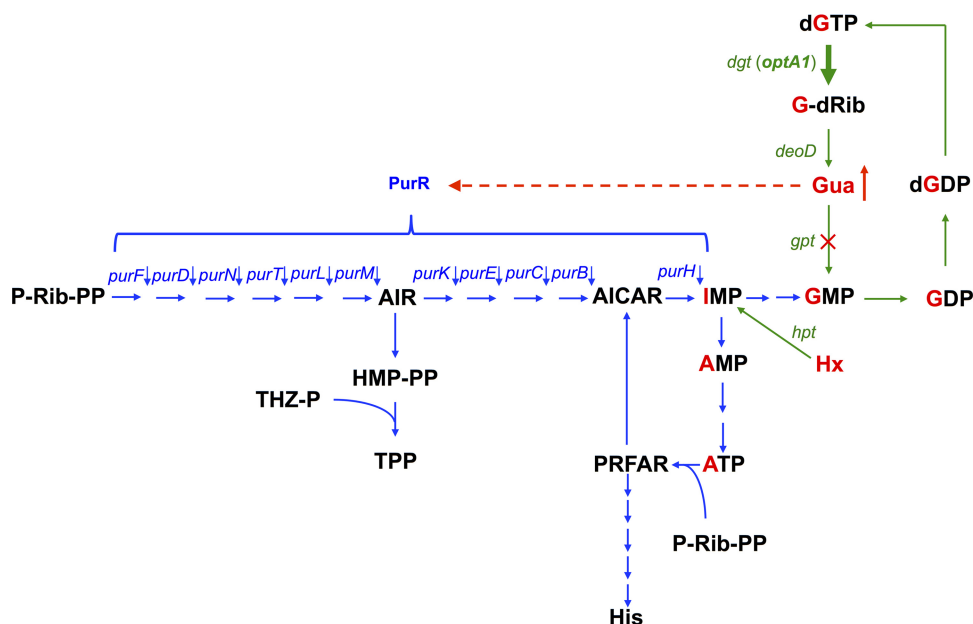 dGTP
dgt (optA1)
G-dRib
deoD
PurR
Gua
dGDP
gpt
purF purD purN purT purL purM purK purE purC purB purH
P-Rib-PP AIR AICAR IMP GMP GDP
hpt
HMP-PP AMP Hx
THZ-P
TPP PRFAR ATP
P-Rib-PP
His